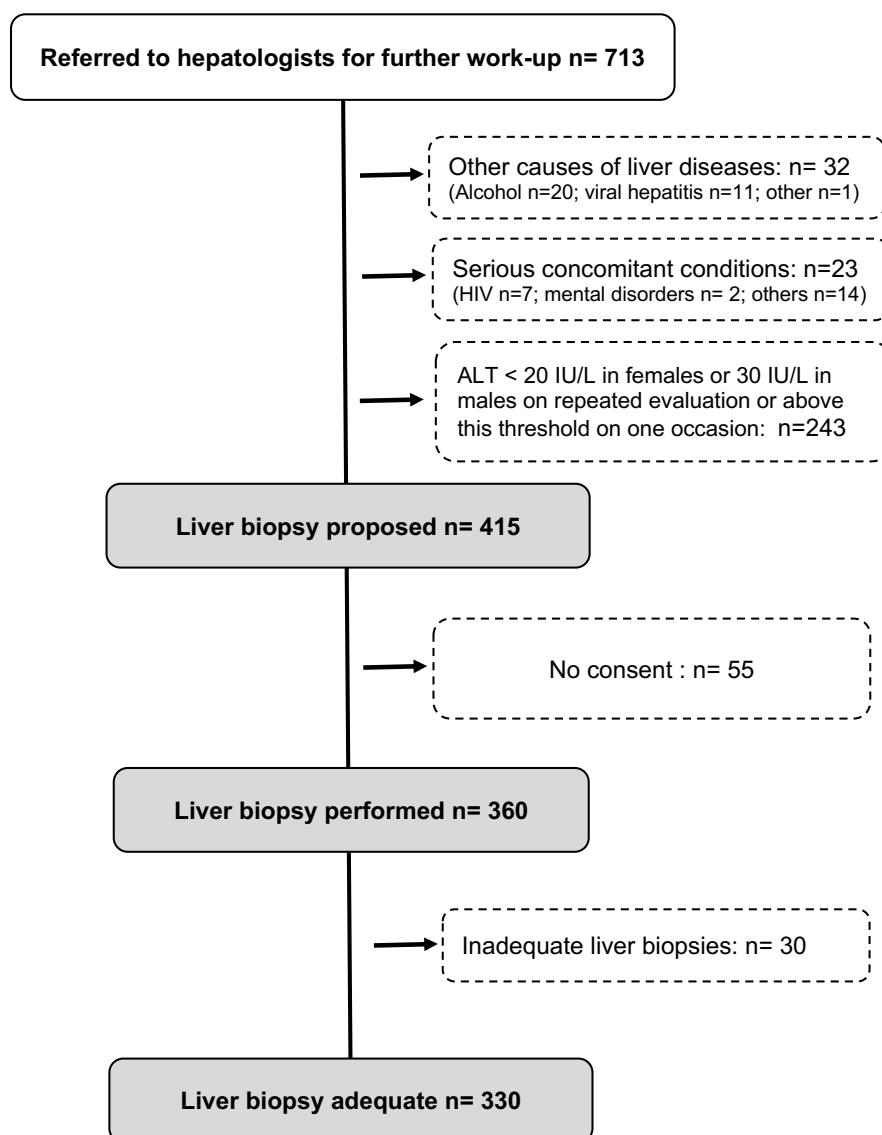 Referred to hepatologists for further work-up n= 713
Other causes of liver diseases: n= 32
(Alcohol n=20; viral hepatitis n=11; other n=1)
Serious concomitant conditions: n=23
(HIV n=7; mental disorders n= 2; others n=14)
ALT < 20 IU/L in females or 30 IU/L in
males on repeated evaluation or above
this threshold on one occasion:  n=243
Liver biopsy proposed n= 415
No consent : n= 55
Liver biopsy performed n= 360
Inadequate liver biopsies: n= 30
Liver biopsy adequate n= 330